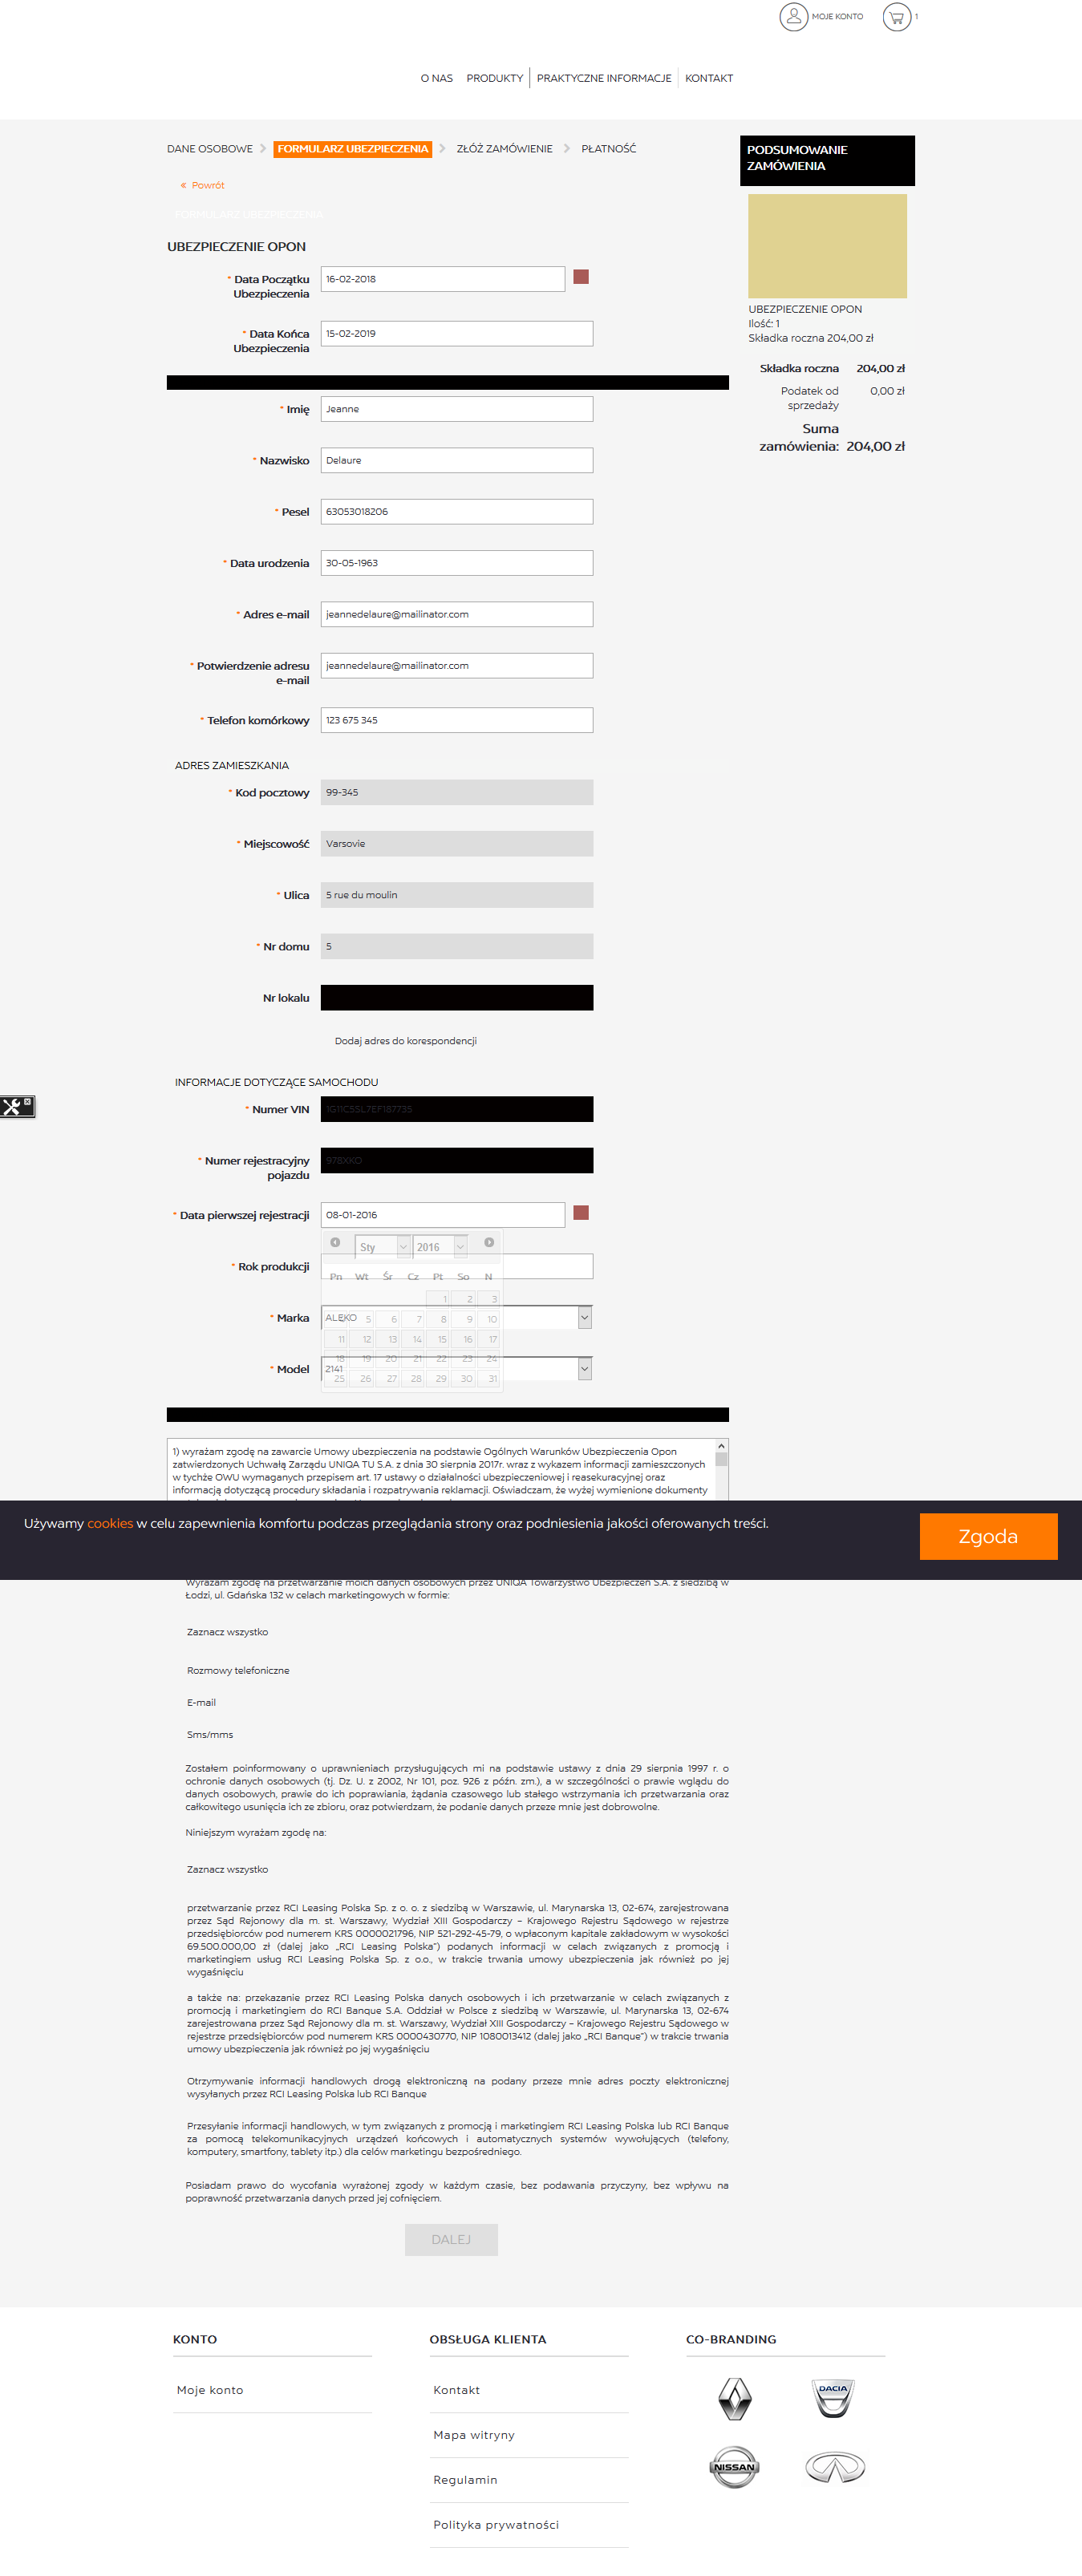 MOJE KONTO
1
O NAS
PRODUKTY
PRAKTYCZNE INFORMACJE
KONTAKT
DANE OSOBOWE
FORMULARZ UBEZPIECZENIA
ZŁÓŻ ZAMÓWIENIE
PŁATNOŚĆ
« Powrót
FORMULARZ UBEZPIECZENIA
UBEZPIECZENIE OPON
* Data Początku
Ubezpieczenia
16-02-2018
* Data Końca
Ubezpieczenia
15-02-2019
* Imię
Jeanne
* Nazwisko
Delaure
* Pesel
63053018206
* Data urodzenia
30-05-1963
* Adres e-mail
jeannedelaure@mailinator.com
* Potwierdzenie adresu
e-mail
jeannedelaure@mailinator.com
* Telefon komórkowy
123 675 345
ADRES ZAMIESZKANIA
* Kod pocztowy
99-345
* Miejscowość
Varsovie
* Ulica
5 rue du moulin
* Nr domu
5
Nr lokalu
Dodaj adres do korespondencji
INFORMACJE DOTYCZĄCE SAMOCHODU
* Numer VIN
1G11C5SL7EF187735
* Numer rejestracyjny
pojazdu
978XKO
* Data pierwszej rejestracji
08-01-2016
Sty
2016
* Rok produkcji
Pn Wt Śr Cz Pt So N
1 2 3
* Marka
ALEKO
5 6 7 8 9 10
11 12 13 14 15 16 17
18 19 20 21 22 23 24
* Model
2141
25 26 27 28 29 30 31
1) wyrażam zgodę na zawarcie Umowy ubezpieczenia na podstawie Ogólnych Warunków Ubezpieczenia Opon
zatwierdzonych Uchwałą Zarządu UNIQA TU S.A. z dnia 30 sierpnia 2017r. wraz z wykazem informacji zamieszczonych
w tychże OWU wymaganych przepisem art. 17 ustawy o działalności ubezpieczeniowej i reasekuracyjnej oraz
informacją dotyczącą procedury składania i rozpatrywania reklamacji. Oświadczam, że wyżej wymienione dokumenty
Używamy cookies w celu zapewnienia komfortu podczas przeglądania strony oraz podniesienia jakości oferowanych treści.
Zgoda
Wyrażam zgodę na przetwarzanie moich danych osobowych przez UNIQA Towarzystwo Ubezpieczeń S.A. z siedzibą w
Łodzi, ul. Gdańska 132 w celach marketingowych w formie:
Zaznacz wszystko
Rozmowy telefoniczne
E-mail
Sms/mms
Zostałem poinformowany o uprawnieniach przysługujących mi na podstawie ustawy z dnia 29 sierpnia 1997 r. o
ochronie danych osobowych (tj. Dz. U. z 2002, Nr 101, poz. 926 z późn. zm.), a w szczególności o prawie wglądu do
danych osobowych, prawie do ich poprawiania, żądania czasowego lub stałego wstrzymania ich przetwarzania oraz
całkowitego usunięcia ich ze zbioru, oraz potwierdzam, że podanie danych przeze mnie jest dobrowolne.
Niniejszym wyrażam zgodę na:
Zaznacz wszystko
przetwarzanie przez RCI Leasing Polska Sp. z o. o. z siedzibą w Warszawie, ul. Marynarska 13, 02-674, zarejestrowana
przez Sąd Rejonowy dla m. st. Warszawy, Wydział XIII Gospodarczy – Krajowego Rejestru Sądowego w rejestrze
przedsiębiorców pod numerem KRS 0000021796, NIP 521-292-45-79, o wpłaconym kapitale zakładowym w wysokości
69.500.000,00 zł (dalej jako „RCI Leasing Polska”) podanych informacji w celach związanych z promocją i
marketingiem usług RCI Leasing Polska Sp. z o.o., w trakcie trwania umowy ubezpieczenia jak również po jej
wygaśnięciu
a także na: przekazanie przez RCI Leasing Polska danych osobowych i ich przetwarzanie w celach związanych z
promocją i marketingiem do RCI Banque S.A. Oddział w Polsce z siedzibą w Warszawie, ul. Marynarska 13, 02-674
zarejestrowana przez Sąd Rejonowy dla m. st. Warszawy, Wydział XIII Gospodarczy – Krajowego Rejestru Sądowego w
rejestrze przedsiębiorców pod numerem KRS 0000430770, NIP 1080013412 (dalej jako „RCI Banque”) w trakcie trwania
umowy ubezpieczenia jak również po jej wygaśnięciu
Otrzymywanie informacji handlowych drogą elektroniczną na podany przeze mnie adres poczty elektronicznej
wysyłanych przez RCI Leasing Polska lub RCI Banque
Przesyłanie informacji handlowych, w tym związanych z promocją i marketingiem RCI Leasing Polska lub RCI Banque
za pomocą telekomunikacyjnych urządzeń końcowych i automatycznych systemów wywołujących (telefony,
komputery, smartfony, tablety itp.) dla celów marketingu bezpośredniego.
Posiadam prawo do wycofania wyrażonej zgody w każdym czasie, bez podawania przyczyny, bez wpływu na
poprawność przetwarzania danych przed jej cofnięciem.
DALEJ
PODSUMOWANIE
ZAMÓWIENIA
UBEZPIECZENIE OPON
Ilość: 1
Składka roczna 204,00 zł
Składka roczna 204,00 zł
Podatek od
sprzedaży
0,00 zł
Suma
zamówienia: 204,00 zł
KONTO
Moje konto
OBSŁUGA KLIENTA
Kontakt
Mapa witryny
Regulamin
Polityka prywatności
CO-BRANDING
DACIA
NISSAN